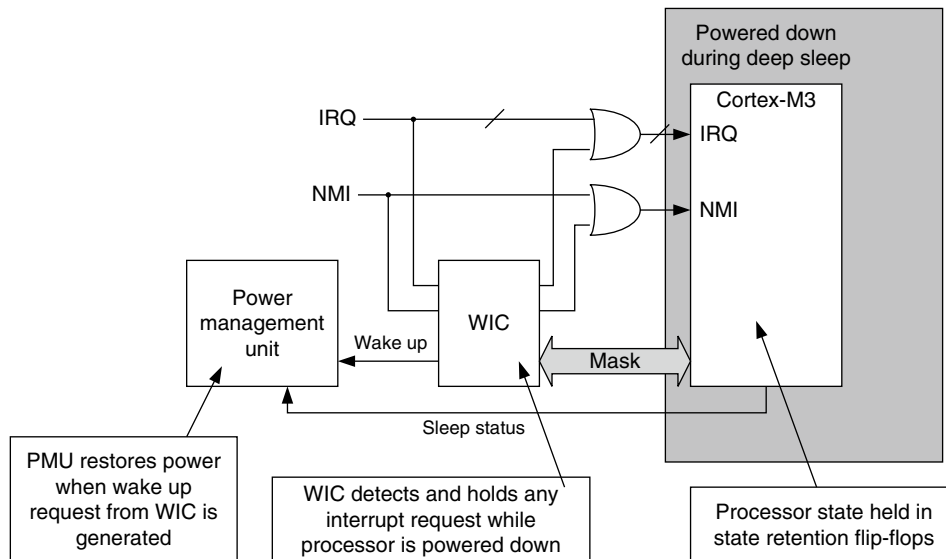 Powered down
during deep sleep
Cortex-M3
IRQ
IRQ
NMI
NMI
Power
management
unit
Wake up
WIC
Mask
Sleep status
PMU restores power
when wake up
request from WIC is
generated
WIC detects and holds any
interrupt request while
processor is powered down
Processor state held in
state retention flip-flops